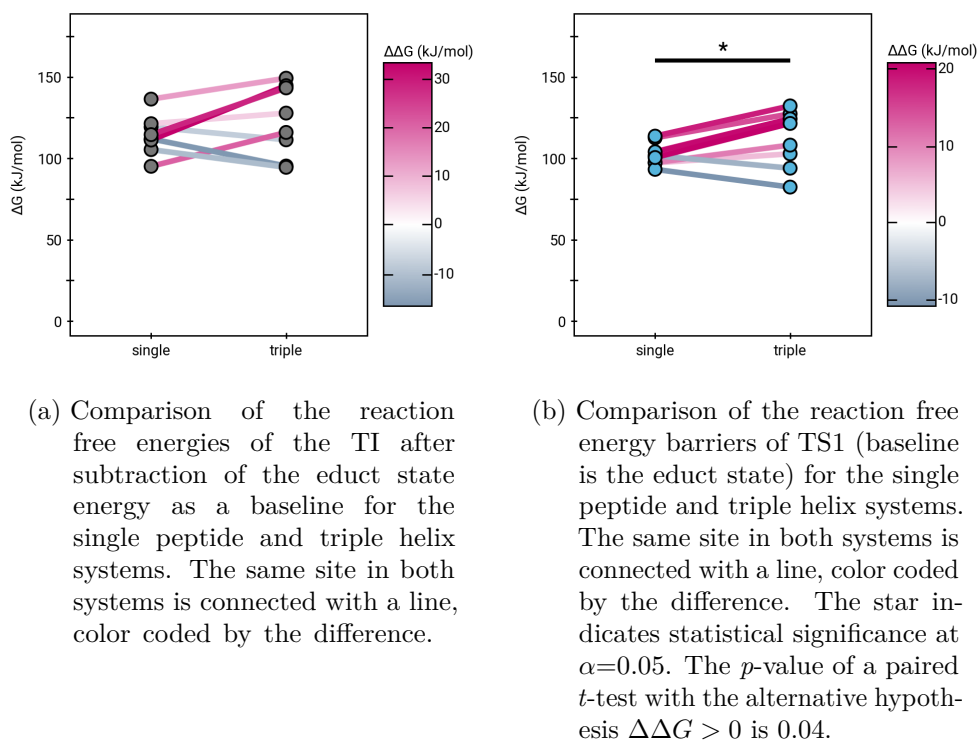 ΔΔG (kJ/mol)
30
20
10
0
-10
150
100
50
0
ΔG (kJ/mol)
single
triple
*
ΔΔG (kJ/mol)
20
10
0
-10
150
100
50
0
ΔG (kJ/mol)
single
triple
(a) Comparison of the reaction
free energies of the TI after
subtraction of the educt state
energy as a baseline for the
single peptide and triple helix
systems. The same site in both
systems is connected with a line,
color coded by the difference.
(b) Comparison of the reaction free
energy barriers of TS1 (baseline
is the educt state) for the single
peptide and triple helix systems.
The same site in both systems is
connected with a line, color coded
by the difference. The star in-
dicates statistical significance at
α=0.05. The p-value of a paired
t-test with the alternative hypoth-
esis ΔΔG > 0 is 0.04.